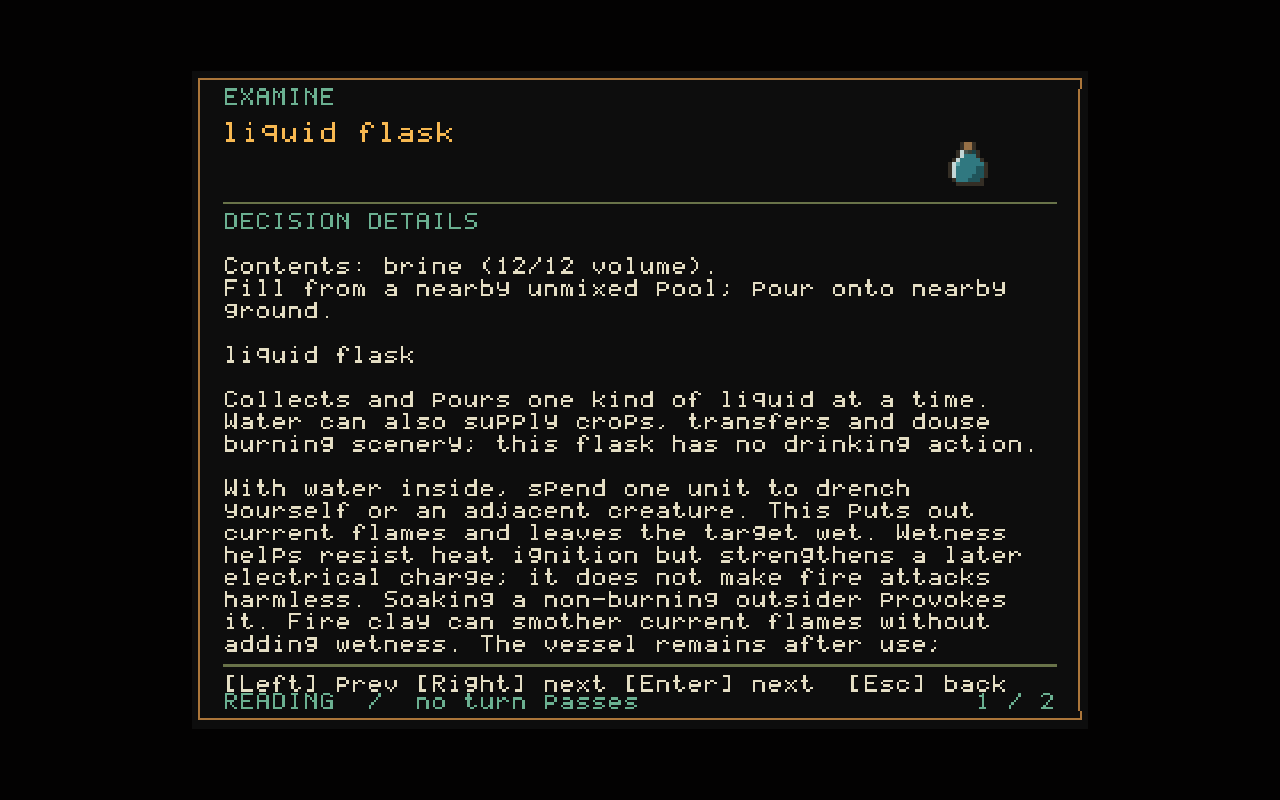 EXAMINE
liquid flask
DECISION DETAILS
Contents: brine (12/12 volume).
Fill from a nearby unmixed pool; pour onto nearby
ground.
liquid flask
Collects and pours one kind of liquid at a time.
Water can also supply crops, transfers and douse
burning scenery; this flask has no drinking action.
With water inside, spend one unit to drench
yourself or an adjacent creature. This puts out
current flames and leaves the target wet. Wetness
helps resist heat ignition but strengthens a later
electrical charge; it does not make fire attacks
harmless. Soaking a non-burning outsider provokes
it. Fire clay can smother current flames without
adding wetness. The vessel remains after use;
[Left] prev [Right] next [Enter] next  [Esc] back
READING  /  no turn passes 1 / 2